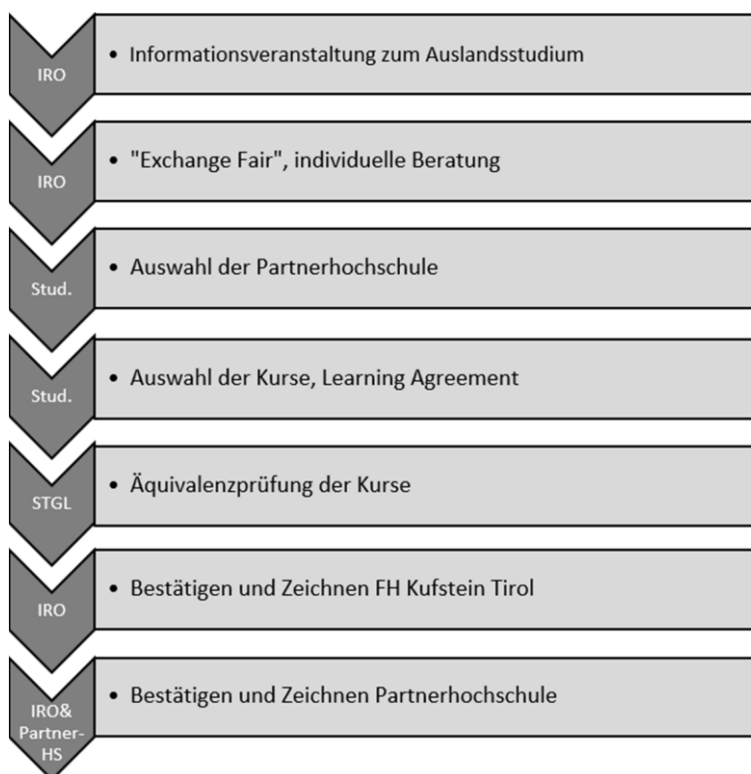 IRO
• Informationsveranstaltung zum Auslandsstudium
IRO
• "Exchange Fair", individuelle Beratung
Stud.
• Auswahl der Partnerhochschule
Stud.
• Auswahl der Kurse, Learning Agreement
STGL
• Äquivalenzprüfung der Kurse
IRO
• Bestätigen und Zeichnen FH Kufstein Tirol
IRO&
Partner-
HS
• Bestätigen und Zeichnen Partnerhochschule